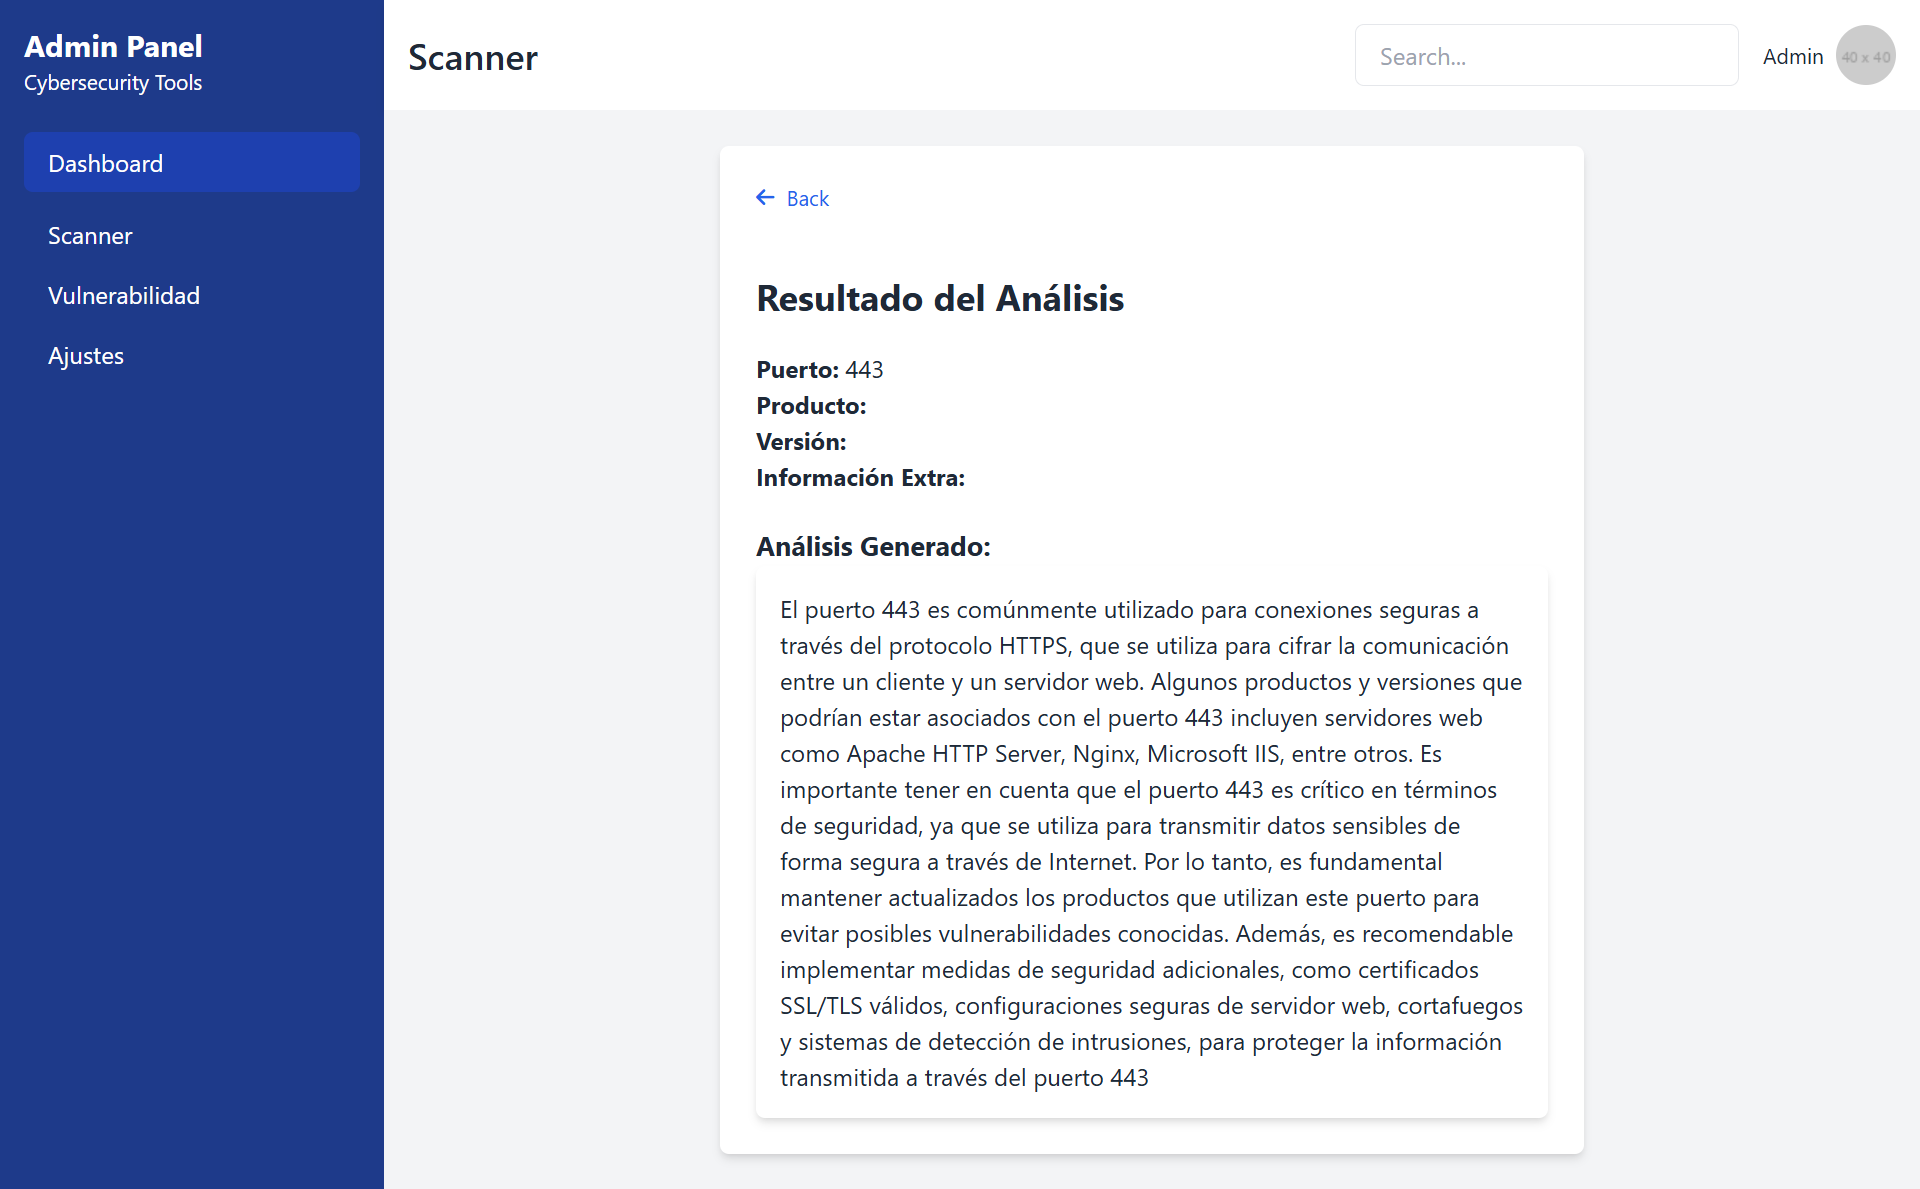 Admin Panel
Cybersecurity Tools
Dashboard
Scanner
Vulnerabilidad
Ajustes
Scanner
Search...
Admin
40 x 40
Back
Resultado del Análisis
Puerto: 443
Producto:
Versión:
Información Extra:
Análisis Generado:
El puerto 443 es comúnmente utilizado para conexiones seguras a
través del protocolo HTTPS, que se utiliza para cifrar la comunicación
entre un cliente y un servidor web. Algunos productos y versiones que
podrían estar asociados con el puerto 443 incluyen servidores web
como Apache HTTP Server, Nginx, Microsoft IIS, entre otros. Es
importante tener en cuenta que el puerto 443 es crítico en términos
de seguridad, ya que se utiliza para transmitir datos sensibles de
forma segura a través de Internet. Por lo tanto, es fundamental
mantener actualizados los productos que utilizan este puerto para
evitar posibles vulnerabilidades conocidas. Además, es recomendable
implementar medidas de seguridad adicionales, como certificados
SSL/TLS válidos, configuraciones seguras de servidor web, cortafuegos
y sistemas de detección de intrusiones, para proteger la información
transmitida a través del puerto 443